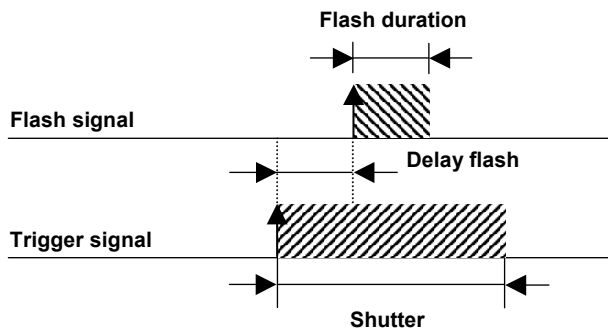 Flash duration
Flash signal
Delay flash
Trigger signal
Shutter